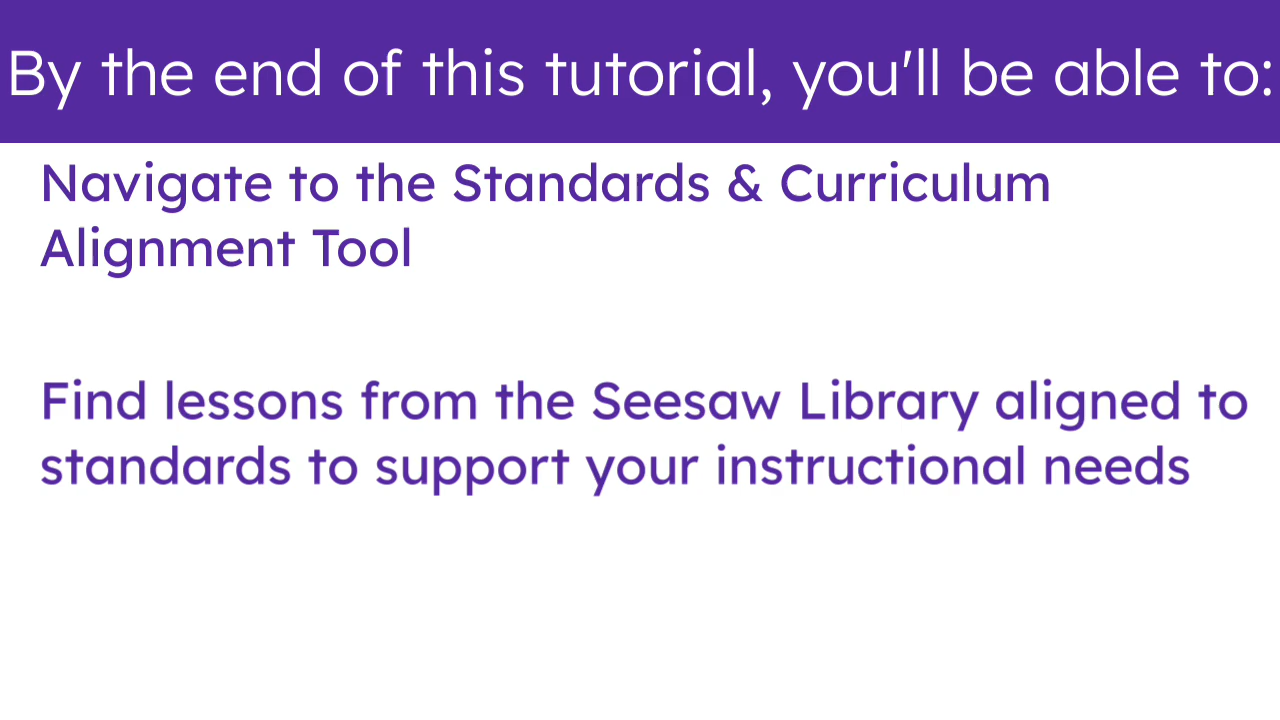 By the end of this tutorial, you'll be able to:
Navigate to the Standards & Curriculum
Alignment Tool
Find lessons from the Seesaw Library aligned to
standards to support your instructional needs